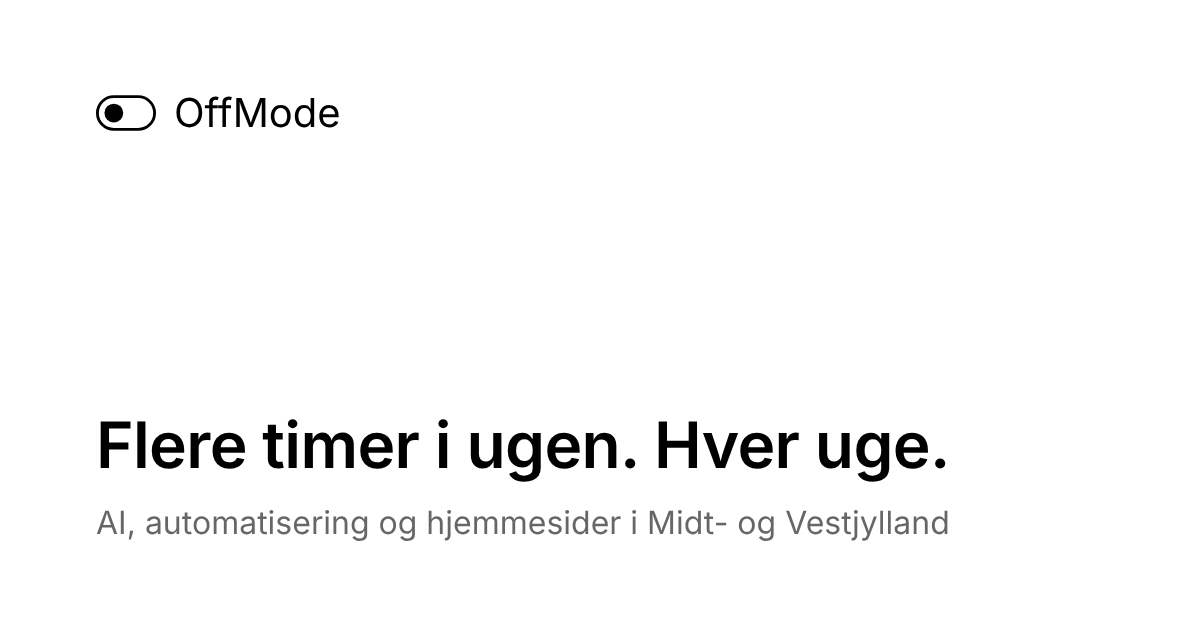 OffMode
Flere timer i ugen. Hver uge.
AI, automatisering og hjemmesider i Midt- og Vestjylland